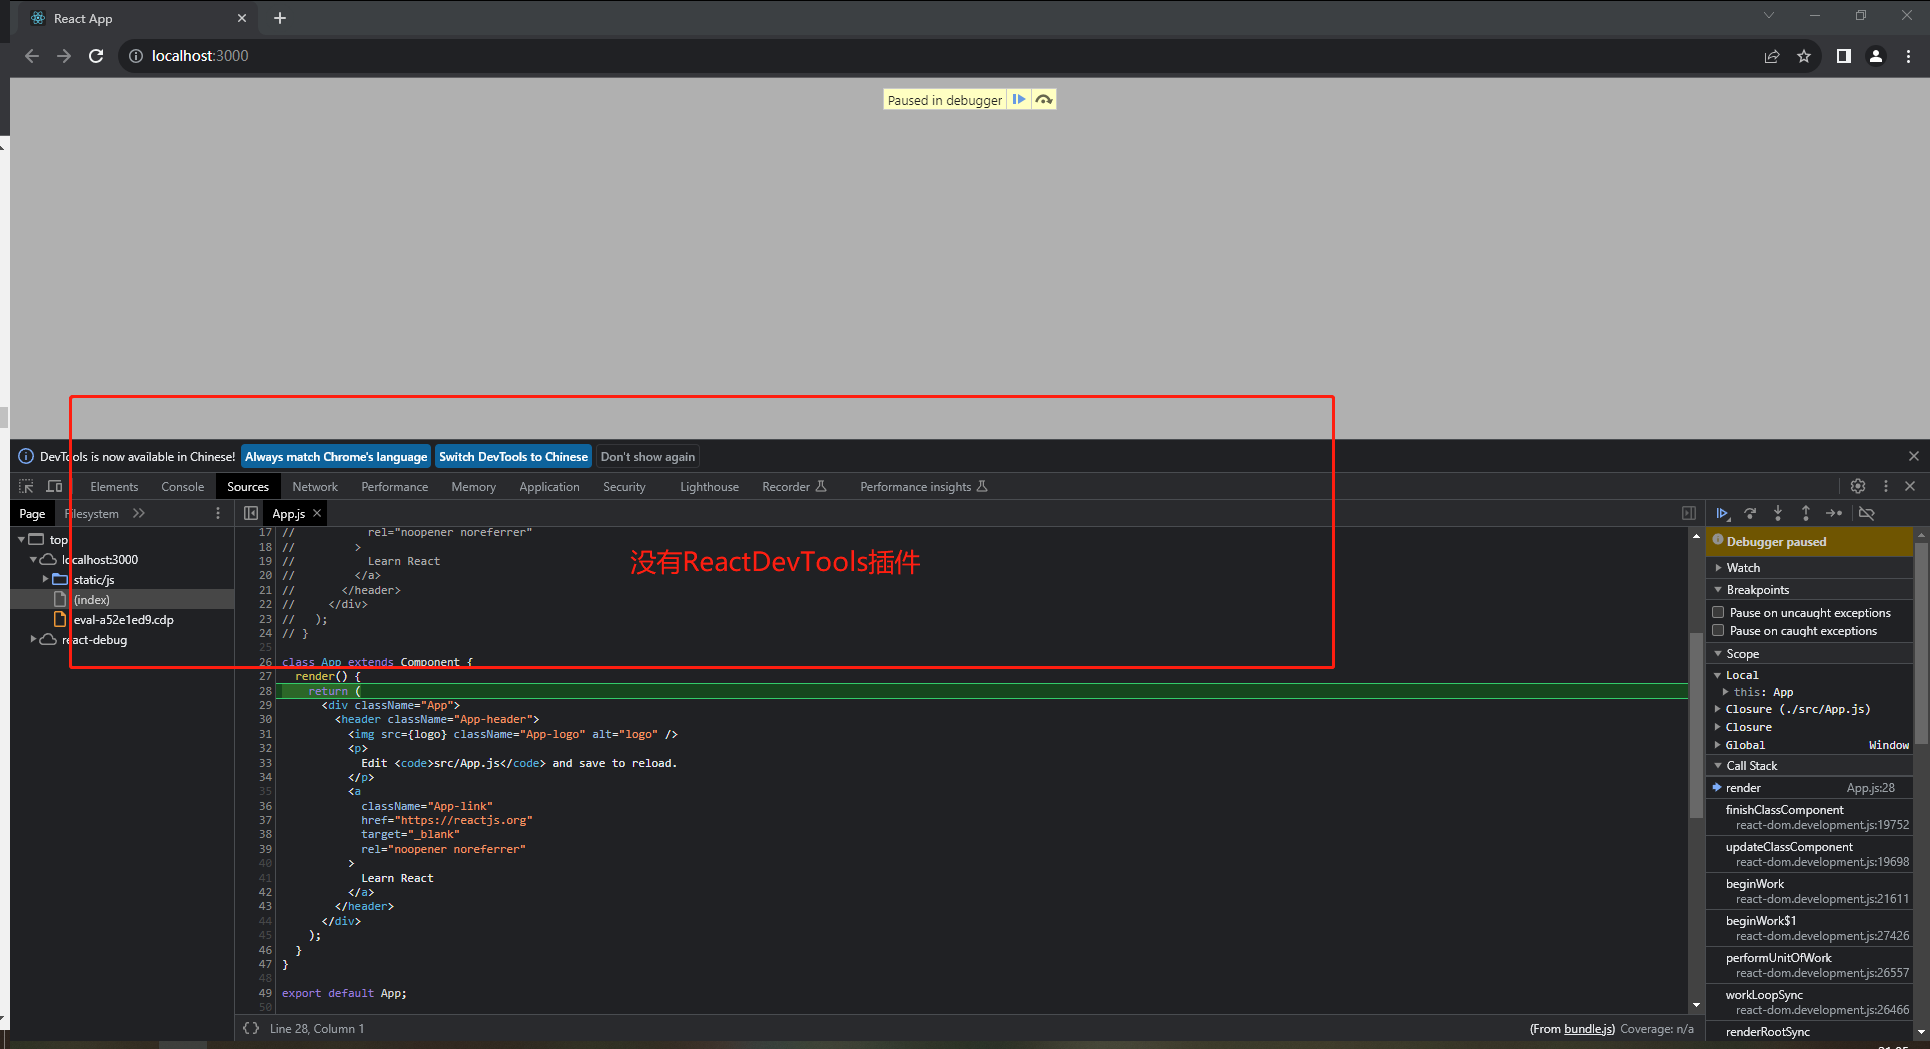 React App
localhost:3000
Paused in debugger
DevTools is now available in Chinese! Always match Chrome's language Switch DevTools to Chinese Don't show again
Elements Console Sources Network Performance Memory Application Security Lighthouse Recorder Performance insights
Page Filesystem
top
localhost:3000
static/js
(index)
eval-a52e1ed9.cdp
react-debug
App.js
17 // rel="noopener noreferrer"
18 // >
19 // Learn React
20 // </a>
21 // </header>
22 // </div>
23 // );
24 // }
25
26 class App extends Component {
27 render() {
28 return (
29 <div className="App">
30 <header className="App-header">
31 <img src={logo} className="App-logo" alt="logo" />
32 <p>
33 Edit <code>src/App.js</code> and save to reload.
34 </p>
35 <a
36 className="App-link"
37 href="https://reactjs.org"
38 target="_blank"
39 rel="noopener noreferrer"
40 >
41 Learn React
42 </a>
43 </header>
44 </div>
45 );
46 }
47 }
48
49 export default App;
50
没有ReactDevTools插件
{} Line 28, Column 1
(From bundle.js) Coverage: n/a
Debugger paused
Watch
Breakpoints
Pause on uncaught exceptions
Pause on caught exceptions
Scope
Local
this: App
Closure (./src/App.js)
Closure
Global Window
Call Stack
render App.js:28
finishClassComponent
react-dom.development.js:19752
updateClassComponent
react-dom.development.js:19698
beginWork
react-dom.development.js:21611
beginWork$1
react-dom.development.js:27426
performUnitOfWork
react-dom.development.js:26557
workLoopSync
react-dom.development.js:26466
renderRootSync